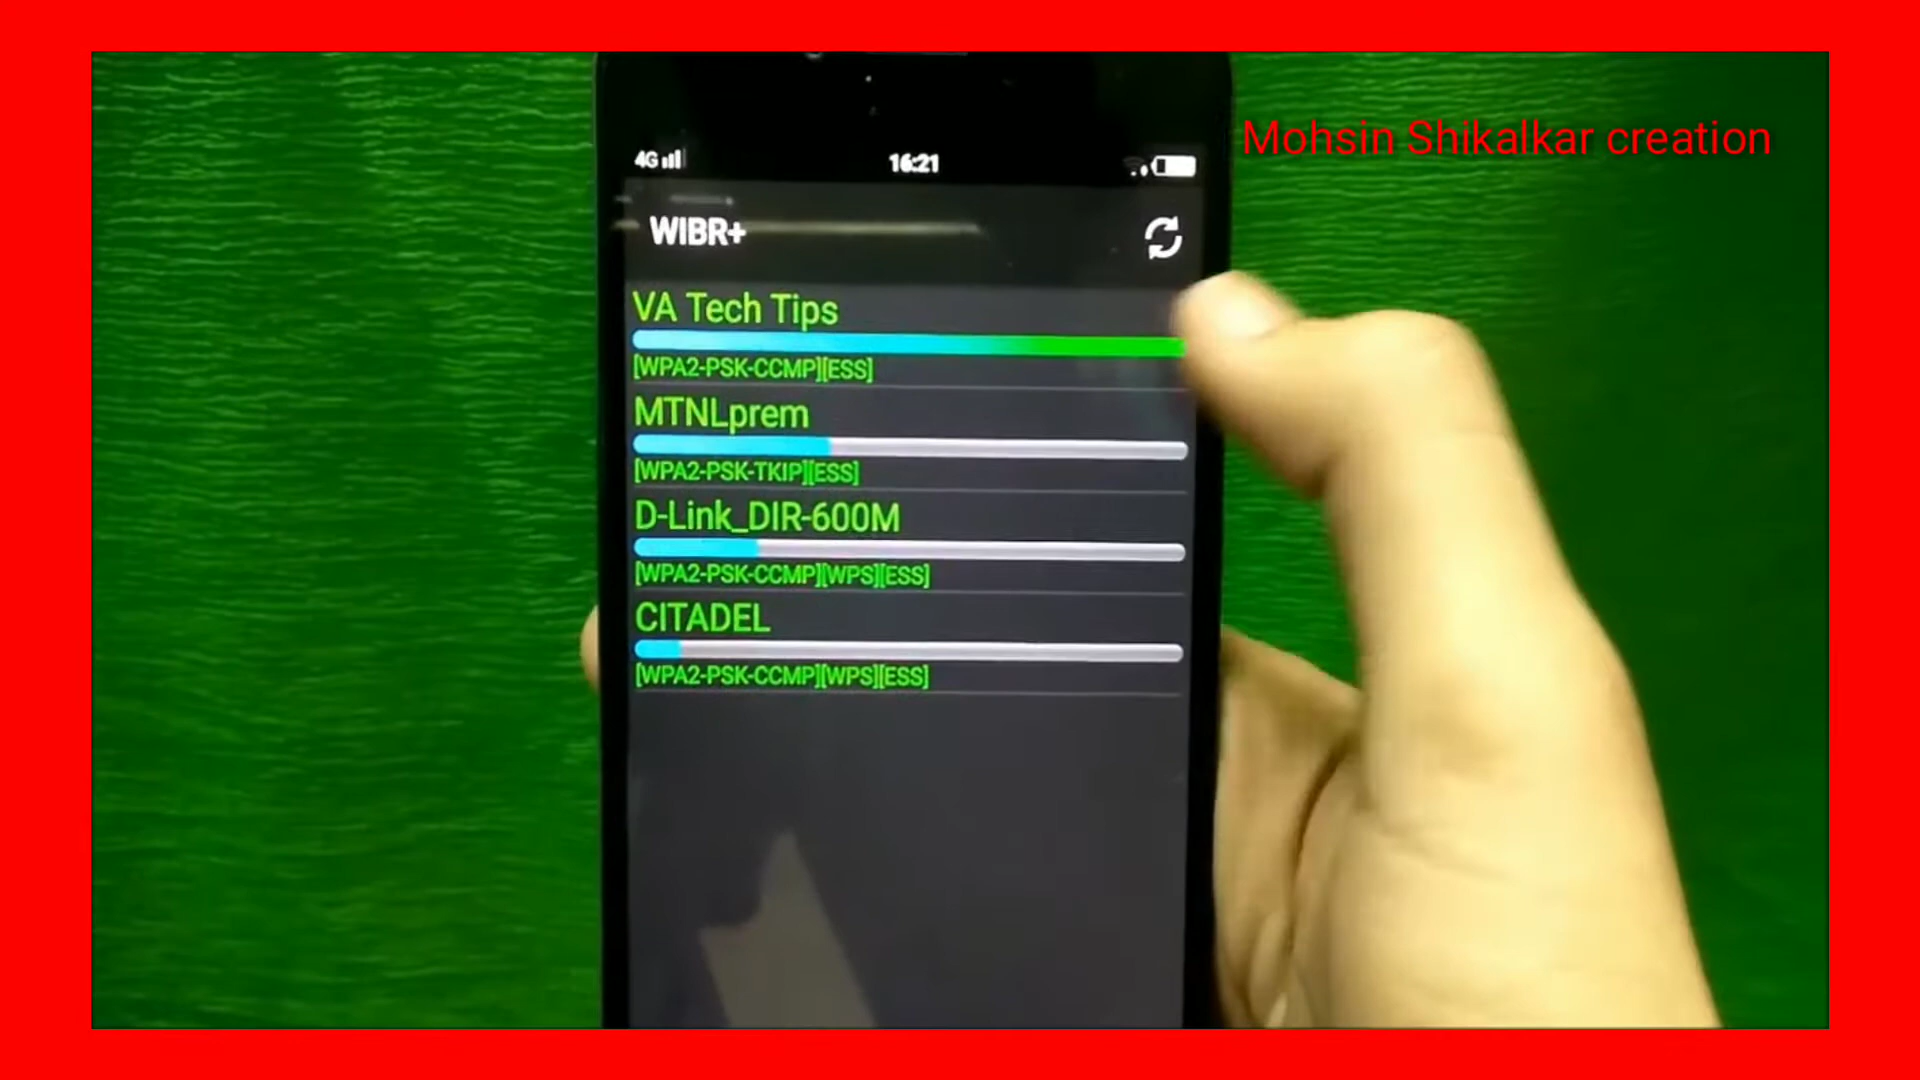 Mohsin Shikalkar creation
4G
16:21
WIBR+
VA Tech Tips
[WPA2-PSK-CCMP][ESS]
MTNLprem
[WPA2-PSK-TKIP][ESS]
D-Link_DIR-600M
[WPA2-PSK-CCMP][WPS][ESS]
CITADEL
[WPA2-PSK-CCMP][WPS][ESS]